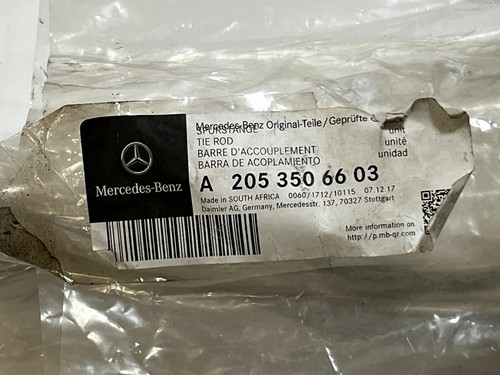 Mercedes-Benz Original-Teile/Geprüfte
SPURSTANGE unit
TIE ROD unité
BARRE D'ACCOUPLEMENT unidad
BARRA DE ACOPLAMIENTO
Mercedes-Benz
A 205 350 66 03
Made in SOUTH AFRICA 0060/1712/10115 07.12.17
Daimler AG, Germany, Mercedesstr. 137, 70327 Stuttgart
More information on
http://p.mb-qr.com